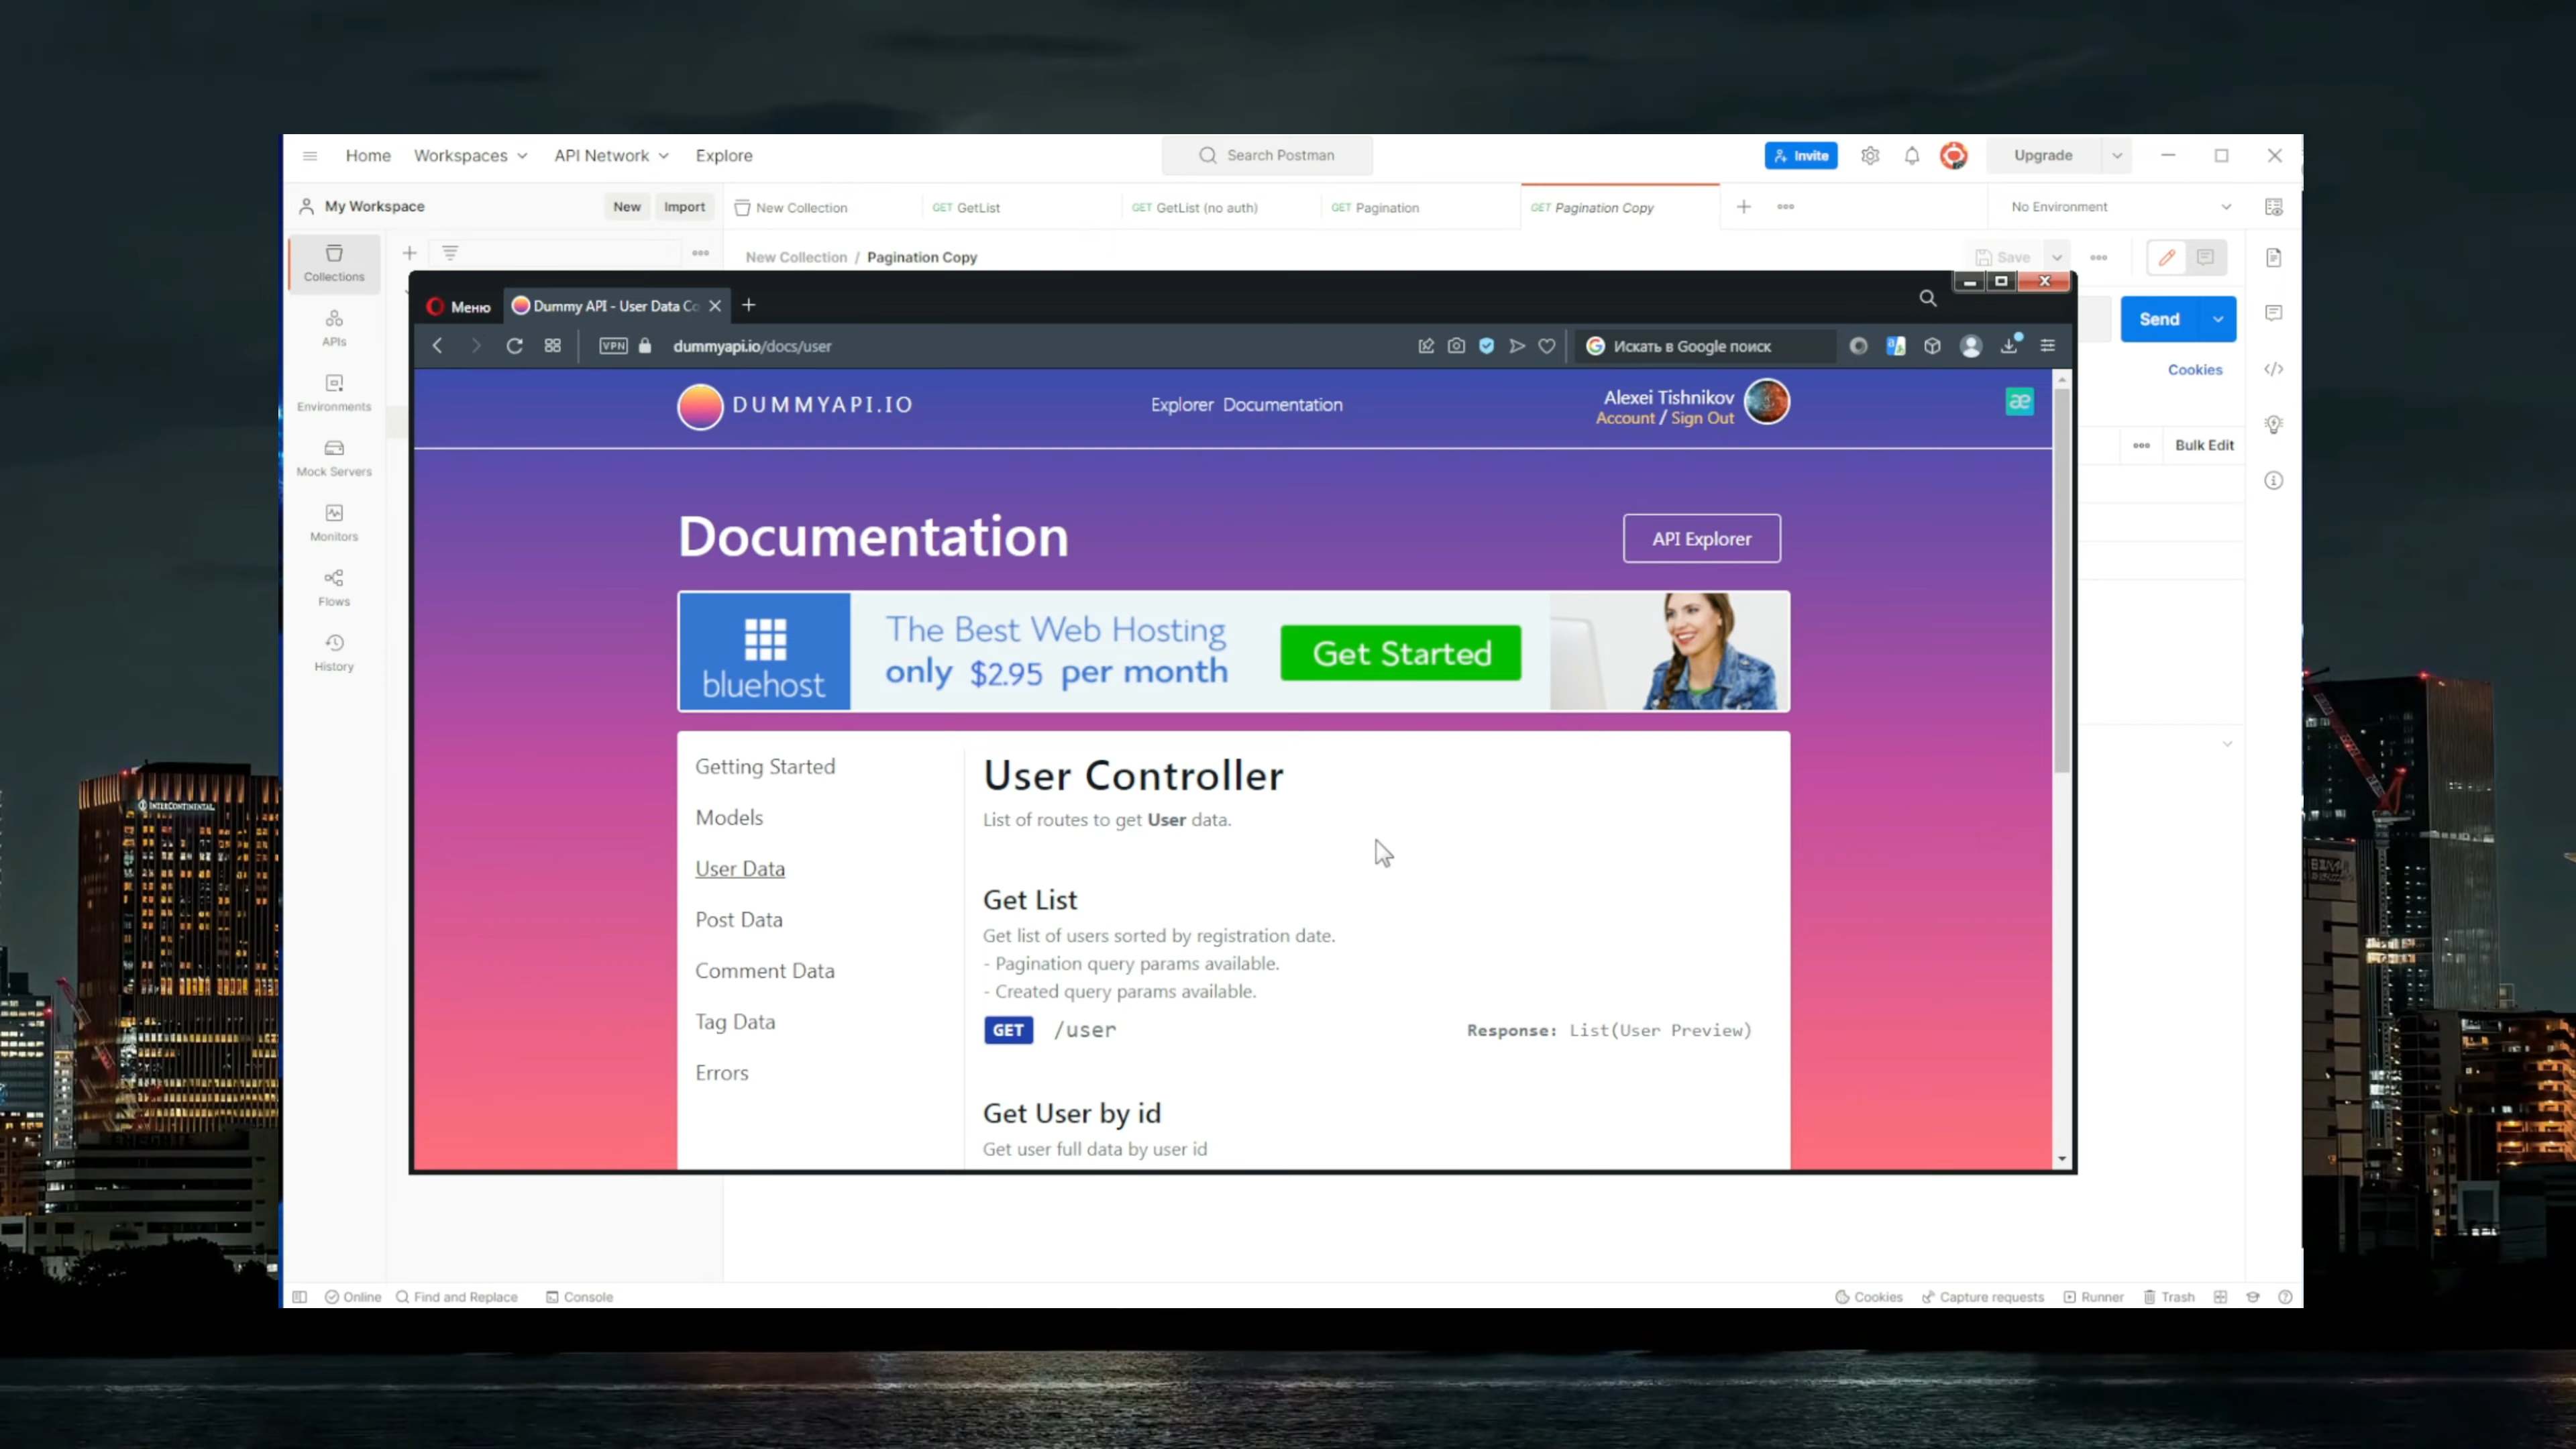 Home Workspaces API Network Explore
Search Postman
Invite
Upgrade
My Workspace
New Import
New Collection
GET GetList
GET GetList (no auth)
GET Pagination
GET Pagination Copy
No Environment
New Collection / Pagination Copy
Save
Collections
APIs
Environments
Mock Servers
Monitors
Flows
History
Send
Cookies
Bulk Edit
Меню
Dummy API - User Data Co
VPN
dummyapi.io/docs/user
Искать в Google поиск
DUMMYAPI.IO
Explorer Documentation
Alexei Tishnikov
Account / Sign Out
æ
Documentation
API Explorer
bluehost
The Best Web Hosting
only $2.95 per month
Get Started
Getting Started
Models
User Data
Post Data
Comment Data
Tag Data
Errors
User Controller
List of routes to get User data.
Get List
Get list of users sorted by registration date.
- Pagination query params available.
- Created query params available.
GET /user
Response: List(User Preview)
Get User by id
Get user full data by user id
Online Find and Replace Console
Cookies Capture requests Runner Trash
INTERCONTINENTAL